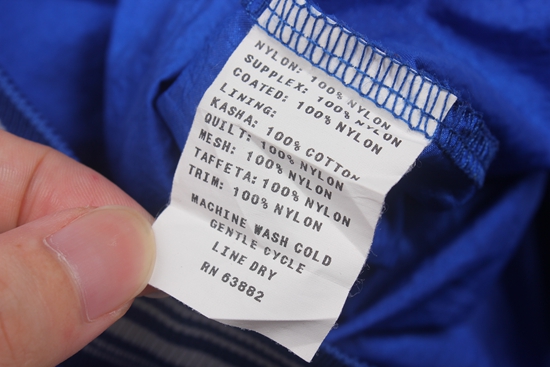 NYLON: 100% NYLON
SUPPLEX: 100% NYLON
COATED: 100% NYLON
LINING:
KASHA: 100% COTTON
QUILT: 100% NYLON
MESH: 100% NYLON
TAFFETA: 100% NYLON
TRIM: 100% NYLON
MACHINE WASH COLD
GENTLE CYCLE
LINE DRY
RN 63882